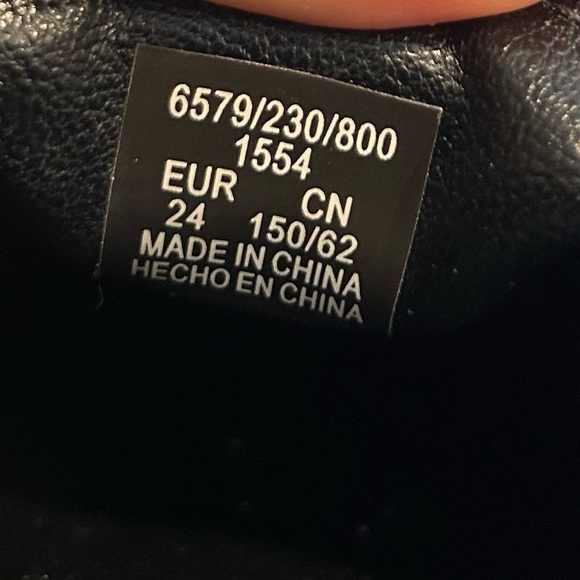 6579/230/800
1554
EUR CN
24 150/62
MADE IN CHINA
HECHO EN CHINA